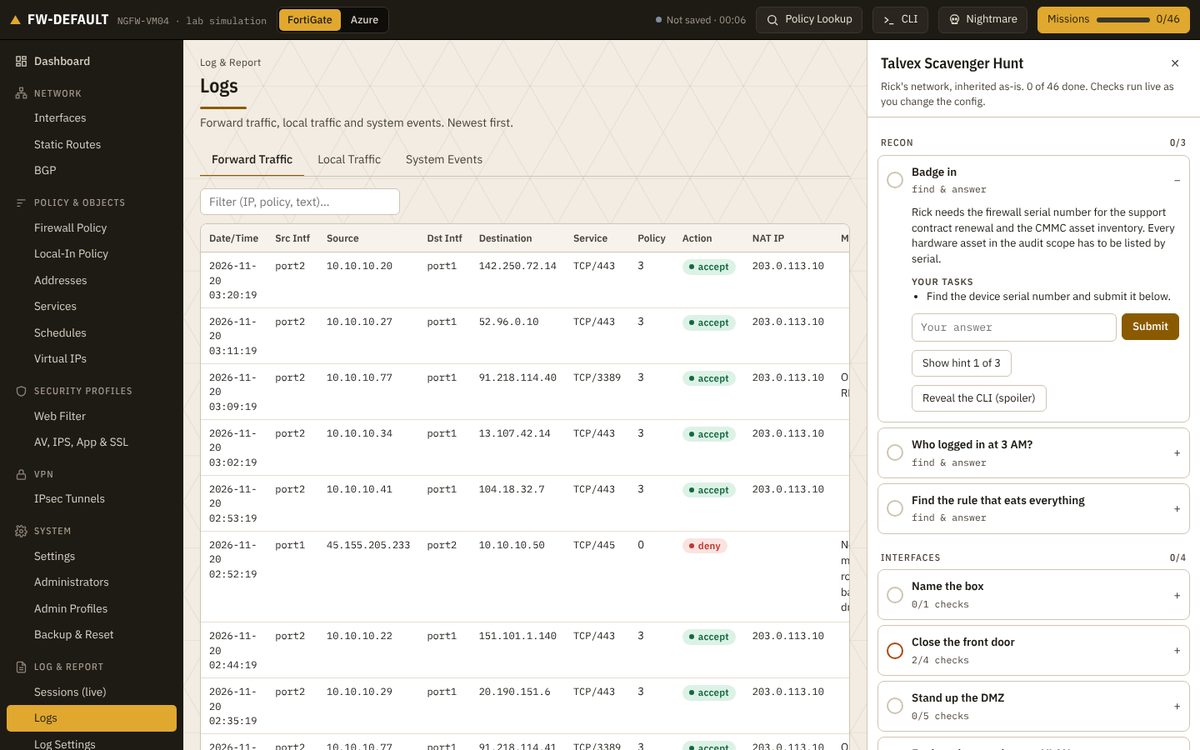 FW-DEFAULT NGFW-VM04 · lab simulation FortiGate Azure Not saved · 00:06 Policy Lookup >_ CLI Nightmare Missions 0/46
Dashboard
NETWORK
Interfaces
Static Routes
BGP
POLICY & OBJECTS
Firewall Policy
Local-In Policy
Addresses
Services
Schedules
Virtual IPs
SECURITY PROFILES
Web Filter
AV, IPS, App & SSL
VPN
IPsec Tunnels
SYSTEM
Settings
Administrators
Admin Profiles
Backup & Reset
LOG & REPORT
Sessions (live)
Logs
Log Settings
Log & Report
Logs
Forward traffic, local traffic and system events. Newest first.
Forward Traffic Local Traffic System Events
Filter (IP, policy, text)...
Date/Time Src Intf Source Dst Intf Destination Service Policy Action NAT IP M
2026-11- port2 10.10.10.20 port1 142.250.72.14 TCP/443 3 accept 203.0.113.10
20
03:20:19
2026-11- port2 10.10.10.27 port1 52.96.0.10 TCP/443 3 accept 203.0.113.10
20
03:11:19
2026-11- port2 10.10.10.77 port1 91.218.114.40 TCP/3389 3 accept 203.0.113.10
20
03:09:19
2026-11- port2 10.10.10.34 port1 13.107.42.14 TCP/443 3 accept 203.0.113.10
20
03:02:19
2026-11- port2 10.10.10.41 port1 104.18.32.7 TCP/443 3 accept 203.0.113.10
20
02:53:19
2026-11- port1 45.155.205.233 port2 10.10.10.50 TCP/445 0 deny
20
02:52:19
2026-11- port2 10.10.10.22 port1 151.101.1.140 TCP/443 3 accept 203.0.113.10
20
02:44:19
2026-11- port2 10.10.10.29 port1 20.190.151.6 TCP/443 3 accept 203.0.113.10
20
02:35:19
2026-11- port2 10.10.10.77 port1 91.218.114.41 TCP/3389 3 accept 203.0.113.10
Talvex Scavenger Hunt
Rick's network, inherited as-is. 0 of 46 done. Checks run live as
you change the config.
RECON 0/3
Badge in
find & answer
Rick needs the firewall serial number for the support
contract renewal and the CMMC asset inventory. Every
hardware asset in the audit scope has to be listed by
serial.
YOUR TASKS
• Find the device serial number and submit it below.
Your answer Submit
Show hint 1 of 3
Reveal the CLI (spoiler)
Who logged in at 3 AM?
find & answer
Find the rule that eats everything
find & answer
INTERFACES 0/4
Name the box
0/1 checks
Close the front door
2/4 checks
Stand up the DMZ
0/5 checks